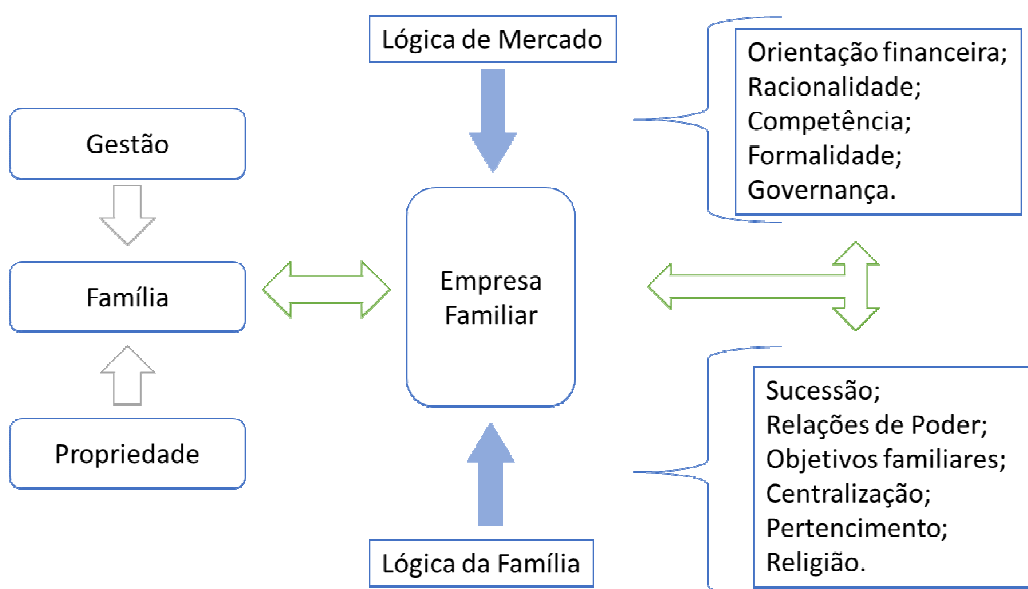 Lógica de Mercado
Orientação financeira;
Racionalidade;
Competência;
Formalidade;
Governança.
Gestão
Família
Propriedade
Empresa
Familiar
Sucessão;
Relações de Poder;
Objetivos familiares;
Centralização;
Pertencimento;
Religião.
Lógica da Família